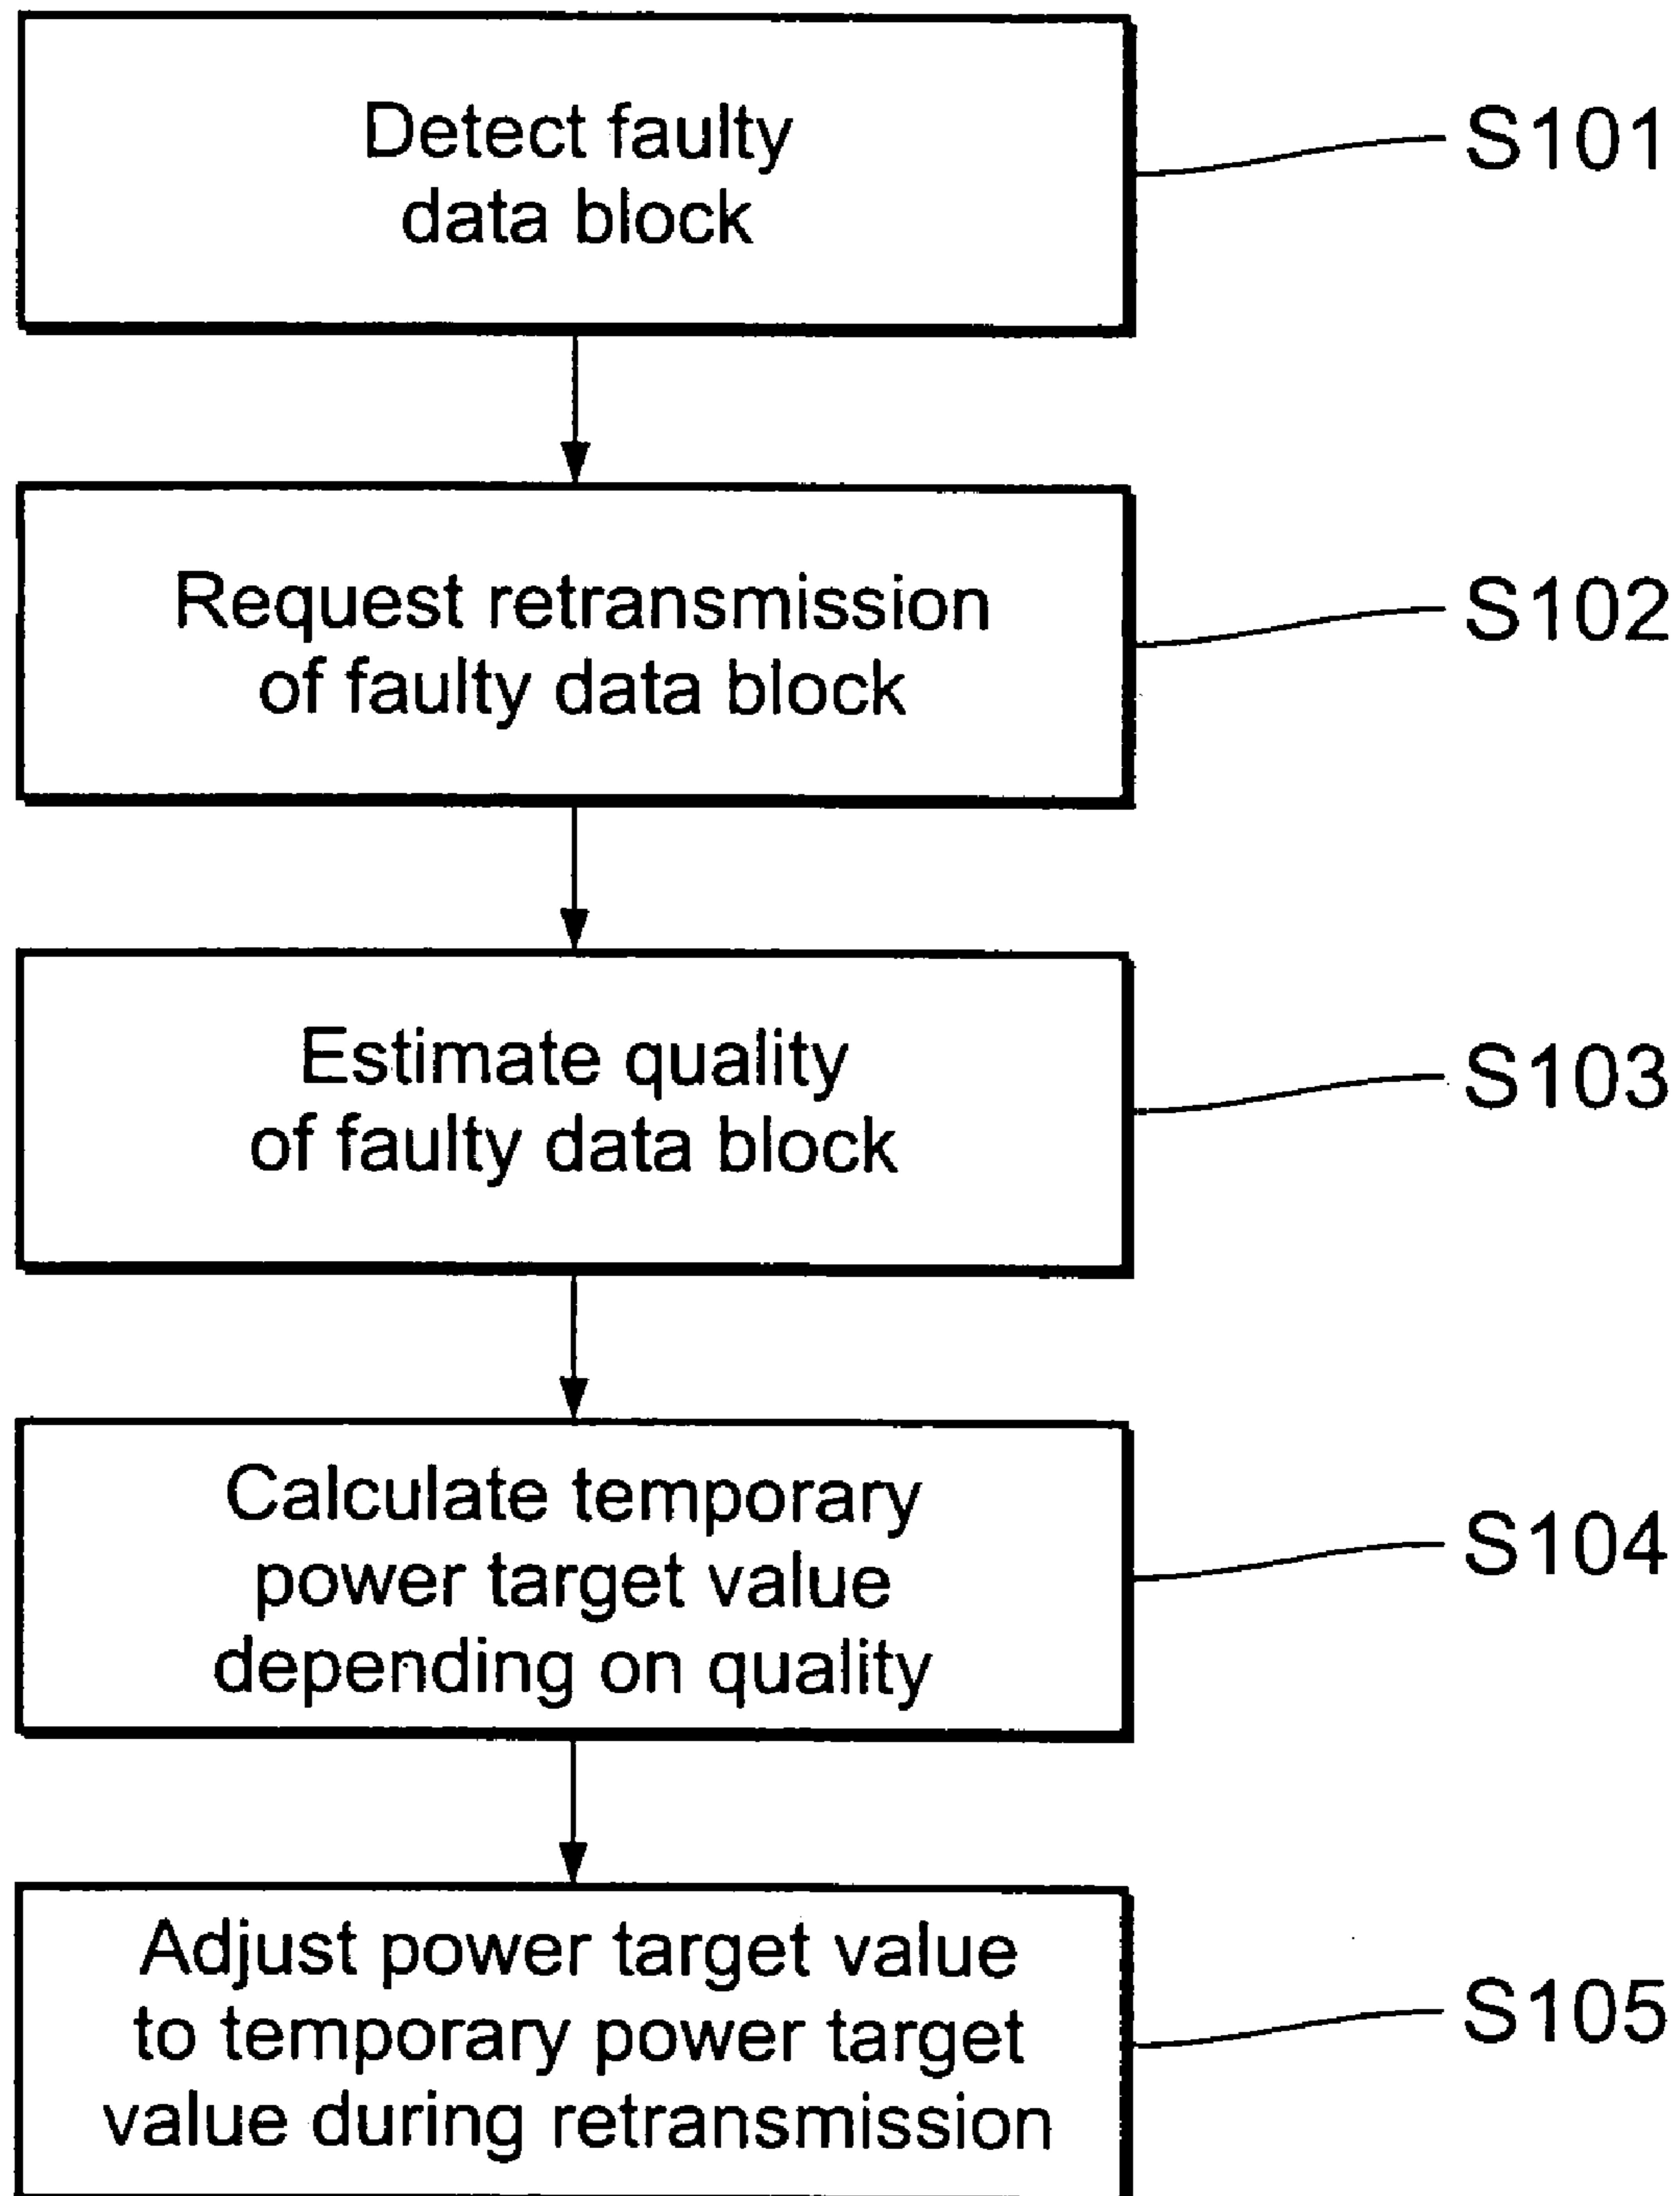 Detect faulty
data block
S101
Request retransmission
of faulty data block
S102
Estimate quality
of faulty data block
S103
Calculate temporary
power target value
depending on quality
S104
Adjust power target value
to temporary power target
value during retransmission
S105